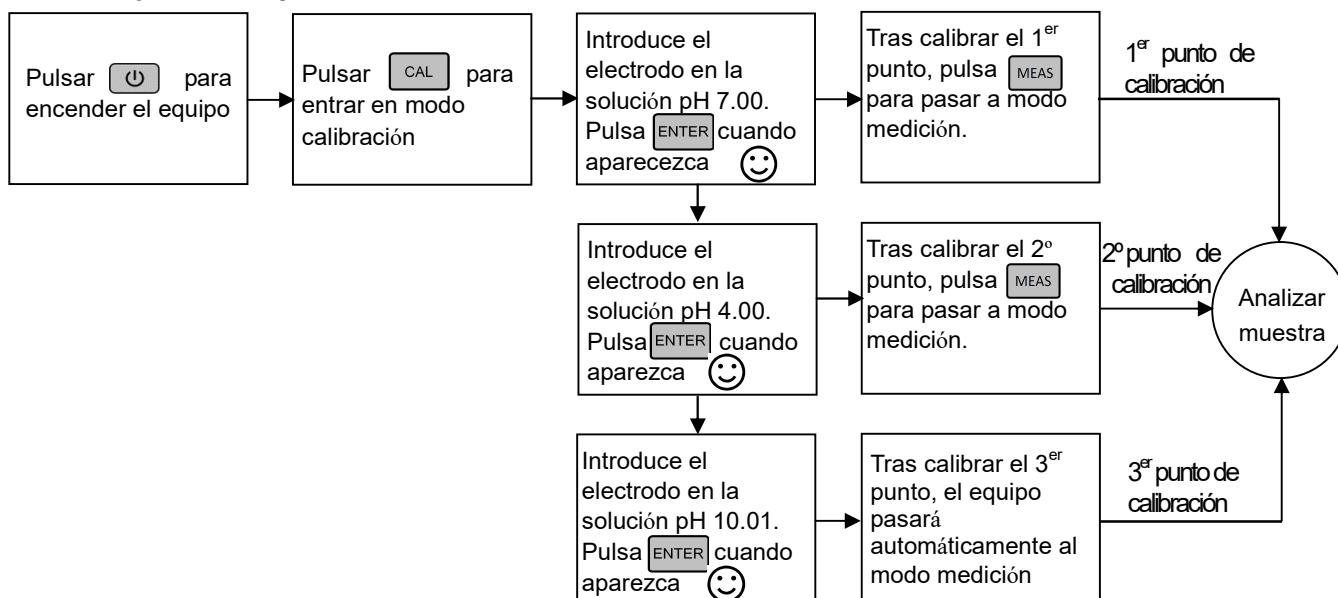 Pulsar para
encender el equipo
Pulsar CAL para
entrar en modo
calibración
Introduce el
electrodo en la
solución pH 7.00.
Pulsa ENTER cuando
aparecezca
Tras calibrar el 1er
punto, pulsa MEAS
para pasar a modo
medición.
1er punto de
calibración
Introduce el
electrodo en la
solución pH 4.00.
Pulsa ENTER cuando
aparezca
Tras calibrar el 2º
punto, pulsa MEAS
para pasar a modo
medición.
2º punto de
calibración
Analizar
muestra
Introduce el
electrodo en la
solución pH 10.01.
Pulsa ENTER cuando
aparezca
Tras calibrar el 3er
punto, el equipo
pasará
automáticamente al
modo medición
3er punto de
calibración